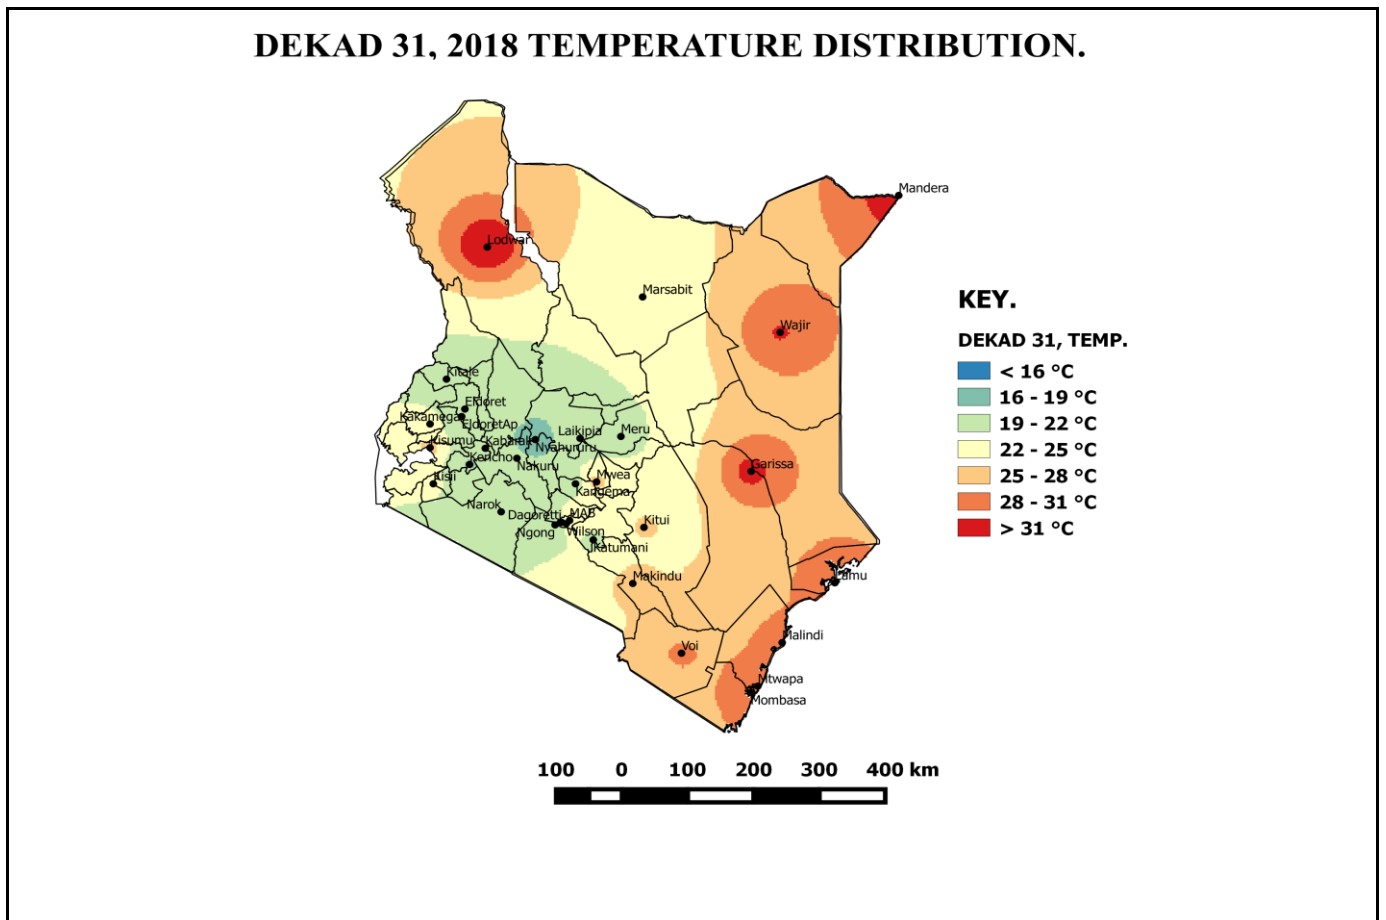 DEKAD 31, 2018 TEMPERATURE DISTRIBUTION.
Mandera
Lodwar
Marsabit
Wajir
KEY.
DEKAD 31, TEMP.
< 16 °C
16 - 19 °C
19 - 22 °C
22 - 25 °C
25 - 28 °C
28 - 31 °C
> 31 °C
Kitale
Eldoret
Kakamega
EldoretAp
Kisumu
Kabarak
Laikipia
Meru
Nyahururu
Kericho
Nakuru
Garissa
Kisii
Mwea
Kangema
Narok
Dagoretti
MAB
Kitui
Ngong
Wilson
Katumani
Makindu
Lamu
Malindi
Voi
Mtwapa
Mombasa
100 0 100 200 300 400 km